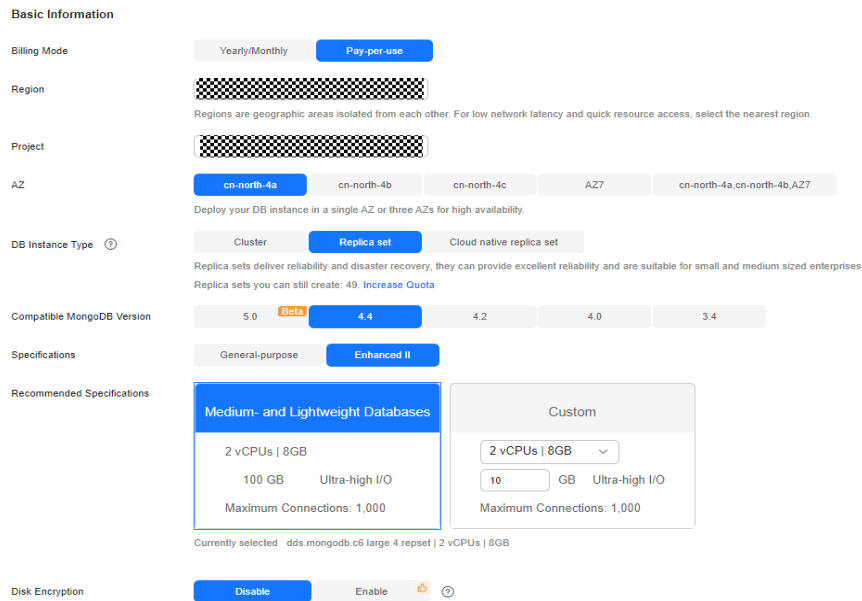 Basic Information
Billing Mode Yearly/Monthly Pay-per-use
Region
Regions are geographic areas isolated from each other. For low network latency and quick resource access, select the nearest region.
Project
AZ cn-north-4a cn-north-4b cn-north-4c AZ7 cn-north-4a,cn-north-4b,AZ7
Deploy your DB instance in a single AZ or three AZs for high availability.
DB Instance Type ? Cluster Replica set Cloud native replica set
Replica sets deliver reliability and disaster recovery, they can provide excellent reliability and are suitable for small and medium sized enterprises
Replica sets you can still create: 49. Increase Quota
Compatible MongoDB Version 5.0 Beta 4.4 4.2 4.0 3.4
Specifications General-purpose Enhanced II
Recommended Specifications
Medium- and Lightweight Databases Custom
2 vCPUs | 8GB 2 vCPUs | 8GB
100 GB Ultra-high I/O 10 GB Ultra-high I/O
Maximum Connections: 1,000 Maximum Connections: 1,000
Currently selected dds.mongodb.c6.large.4.repset | 2 vCPUs | 8GB
Disk Encryption Disable Enable ?